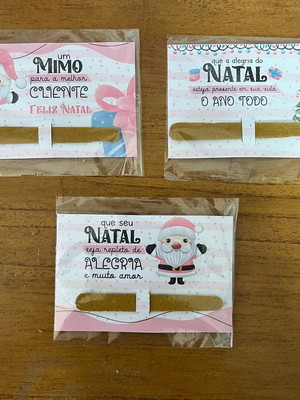 um
MIMO
para a melhor
CLIENTE
FELIZ NATAL
que a alegria do
NATAL
esteja presente em sua vida
O ANO TODO
que seu
NATAL
seja repleto de
ALEGRIA
e muito amor